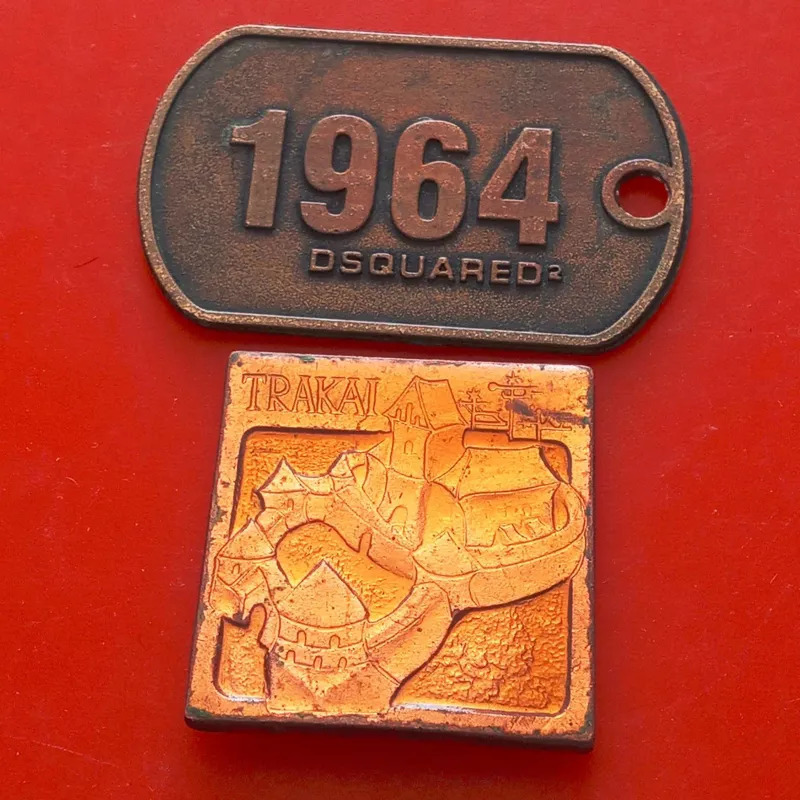 1964
DSQUARED²
TRAKAI